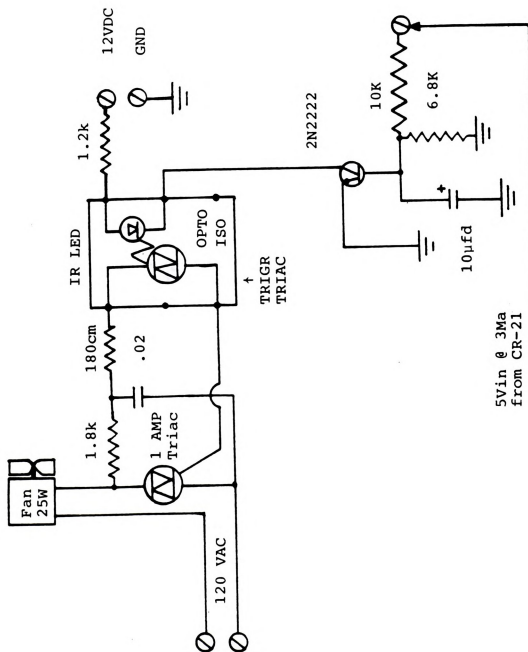 Fan
25W
120 VAC
1.8k
1 AMP
Triac
180cm
.02
IR LED
OPTO
ISO
↑
TRIGR
TRIAC
1.2k
12VDC
GND
2N2222
10K
6.8K
+
10µfd
5Vin @ 3Ma
from CR-21